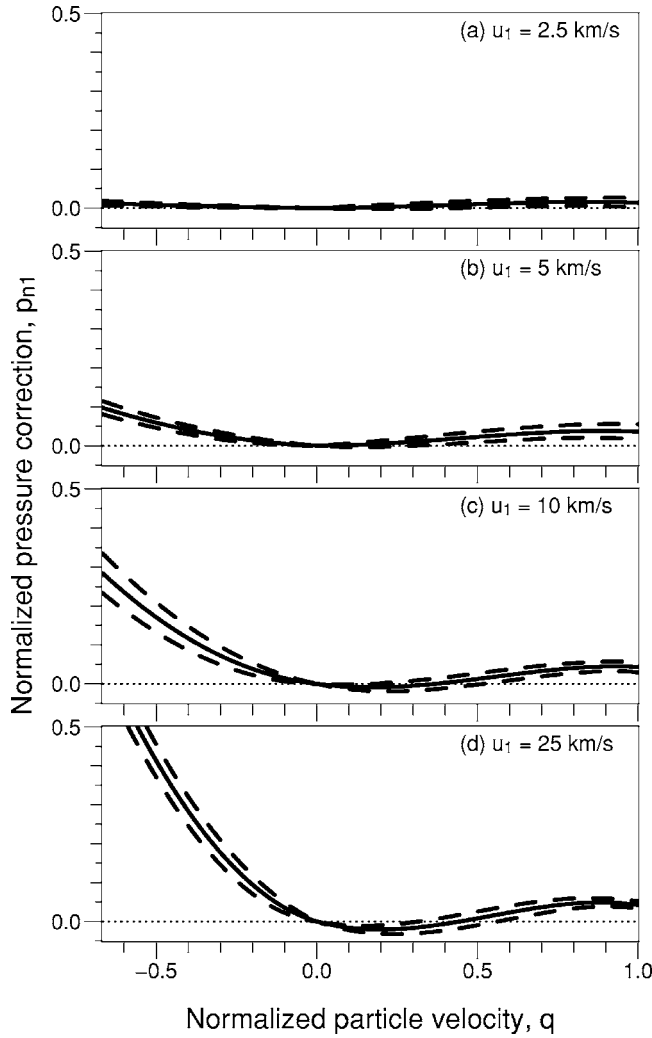 0.5
(a) u1 = 2.5 km/s
0.0
0.5
(b) u1 = 5 km/s
0.0
0.5
(c) u1 = 10 km/s
0.0
0.5
(d) u1 = 25 km/s
0.0
−0.5 0.0 0.5 1.0
Normalized particle velocity, q
Normalized pressure correction, pn1